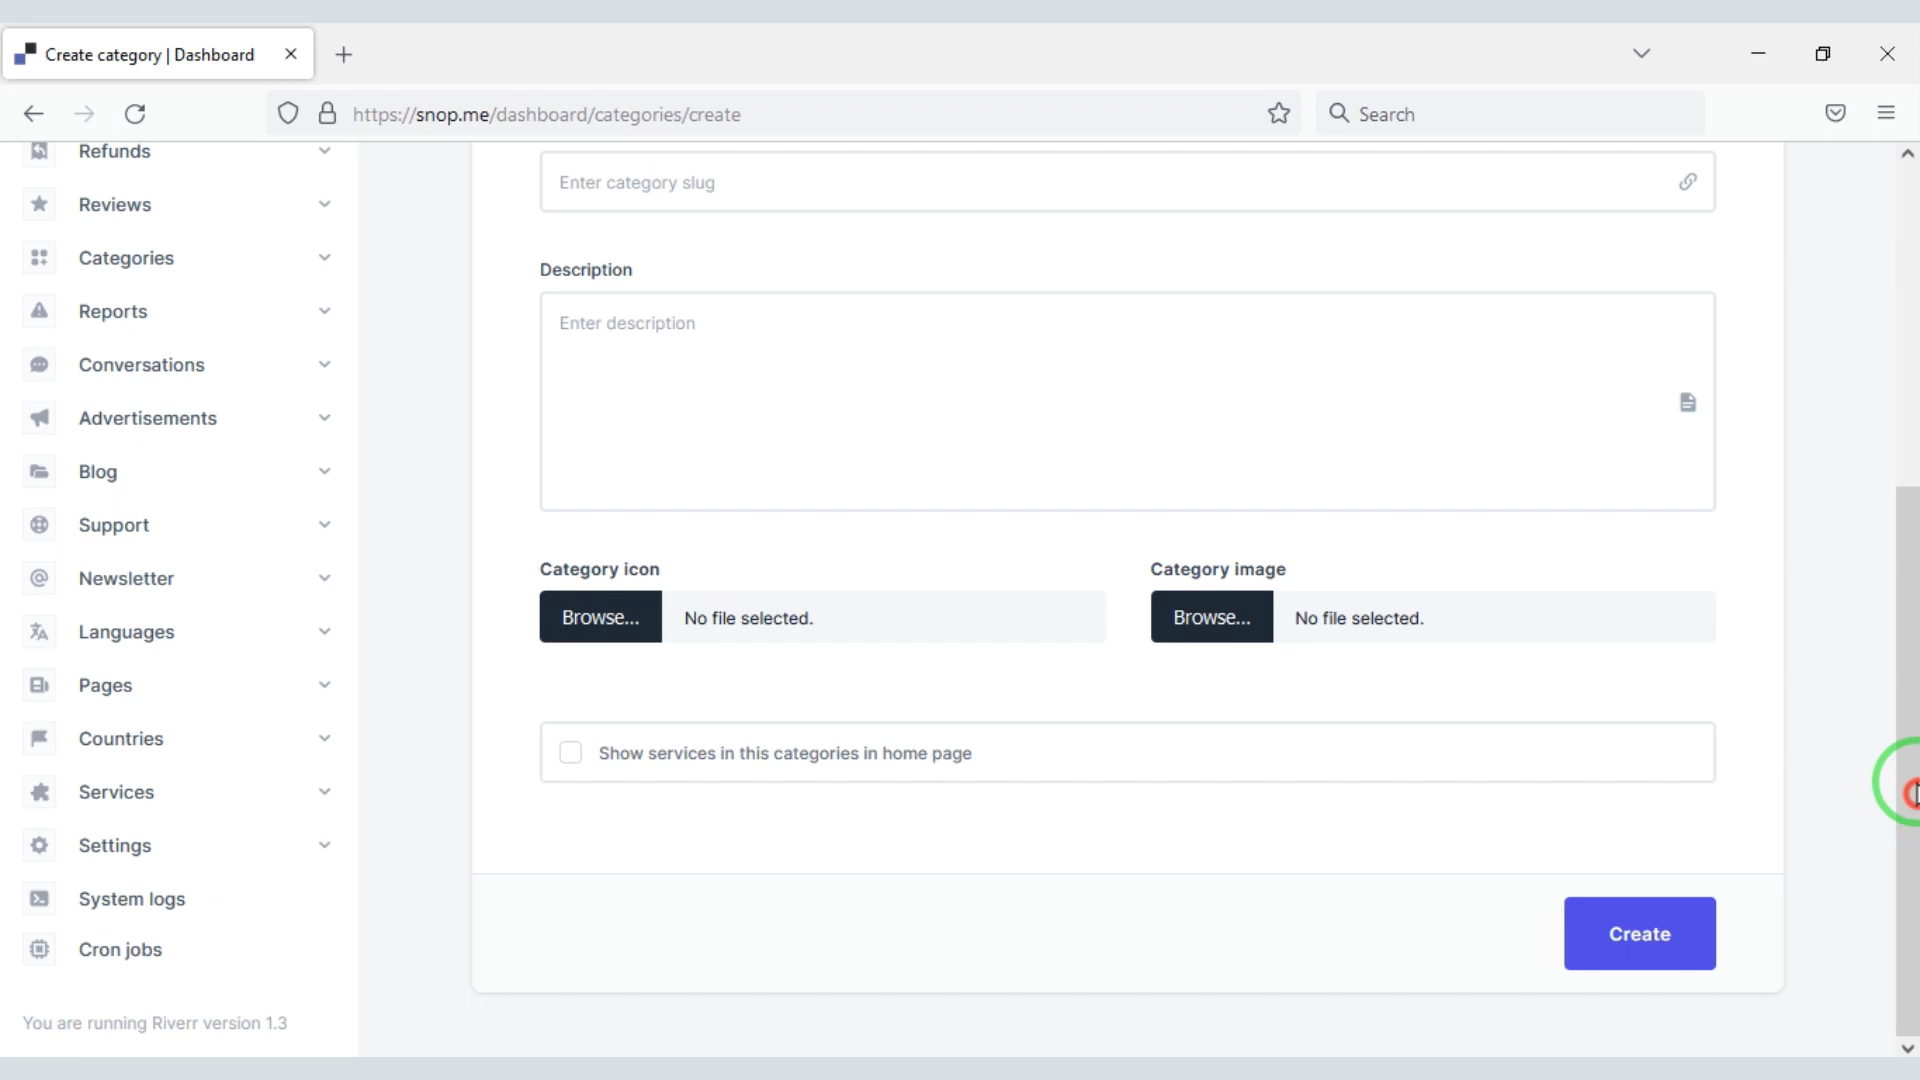 Create category | Dashboard
https://snop.me/dashboard/categories/create
Search
Refunds
Reviews
Categories
Reports
Conversations
Advertisements
Blog
Support
Newsletter
Languages
Pages
Countries
Services
Settings
System logs
Cron jobs
You are running Riverr version 1.3
Enter category slug
Description
Enter description
Category icon
Browse... No file selected.
Category image
Browse... No file selected.
Show services in this categories in home page
Create